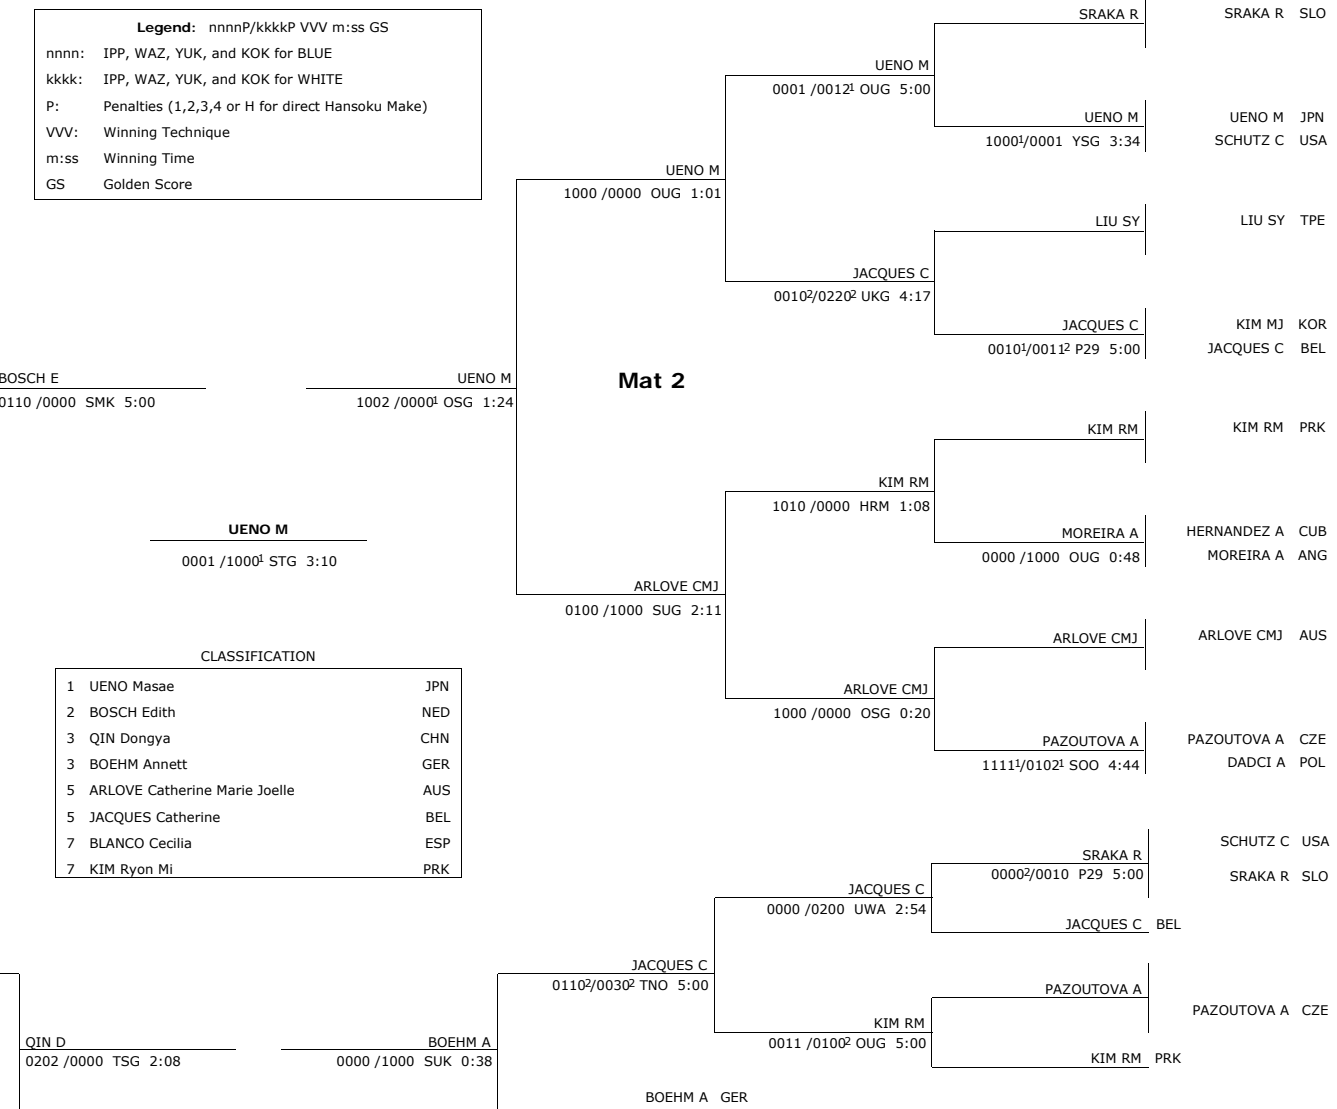 Legend: nnnnP/kkkkP VVV m:ss GS
nnnn: IPP, WAZ, YUK, and KOK for BLUE
kkkk: IPP, WAZ, YUK, and KOK for WHITE
P: Penalties (1,2,3,4 or H for direct Hansoku Make)
VVV: Winning Technique
m:ss Winning Time
GS Golden Score
SRAKA R
SRAKA R SLO
UENO M
0001 /0012¹ OUG 5:00
UENO M
1000¹/0001 YSG 3:34
UENO M JPN
SCHUTZ C USA
UENO M
1000 /0000 OUG 1:01
LIU SY
LIU SY TPE
JACQUES C
0010²/0220² UKG 4:17
JACQUES C
0010¹/0011² P29 5:00
KIM MJ KOR
JACQUES C BEL
BOSCH E
0110 /0000 SMK 5:00
UENO M
1002 /0000¹ OSG 1:24
Mat 2
KIM RM
KIM RM PRK
KIM RM
1010 /0000 HRM 1:08
MOREIRA A
0000 /1000 OUG 0:48
HERNANDEZ A CUB
MOREIRA A ANG
UENO M
0001 /1000¹ STG 3:10
ARLOVE CMJ
0100 /1000 SUG 2:11
ARLOVE CMJ
ARLOVE CMJ AUS
ARLOVE CMJ
1000 /0000 OSG 0:20
PAZOUTOVA A
1111¹/0102¹ SOO 4:44
PAZOUTOVA A CZE
DADCI A POL
CLASSIFICATION
1 UENO Masae JPN
2 BOSCH Edith NED
3 QIN Dongya CHN
3 BOEHM Annett GER
5 ARLOVE Catherine Marie Joelle AUS
5 JACQUES Catherine BEL
7 BLANCO Cecilia ESP
7 KIM Ryon Mi PRK
SCHUTZ C USA
SRAKA R
0000²/0010 P29 5:00
SRAKA R SLO
JACQUES C
0000 /0200 UWA 2:54
JACQUES C BEL
JACQUES C
0110²/0030² TNO 5:00
PAZOUTOVA A
PAZOUTOVA A CZE
KIM RM
0011 /0100² OUG 5:00
KIM RM PRK
QIN D
0202 /0000 TSG 2:08
BOEHM A
0000 /1000 SUK 0:38
BOEHM A GER